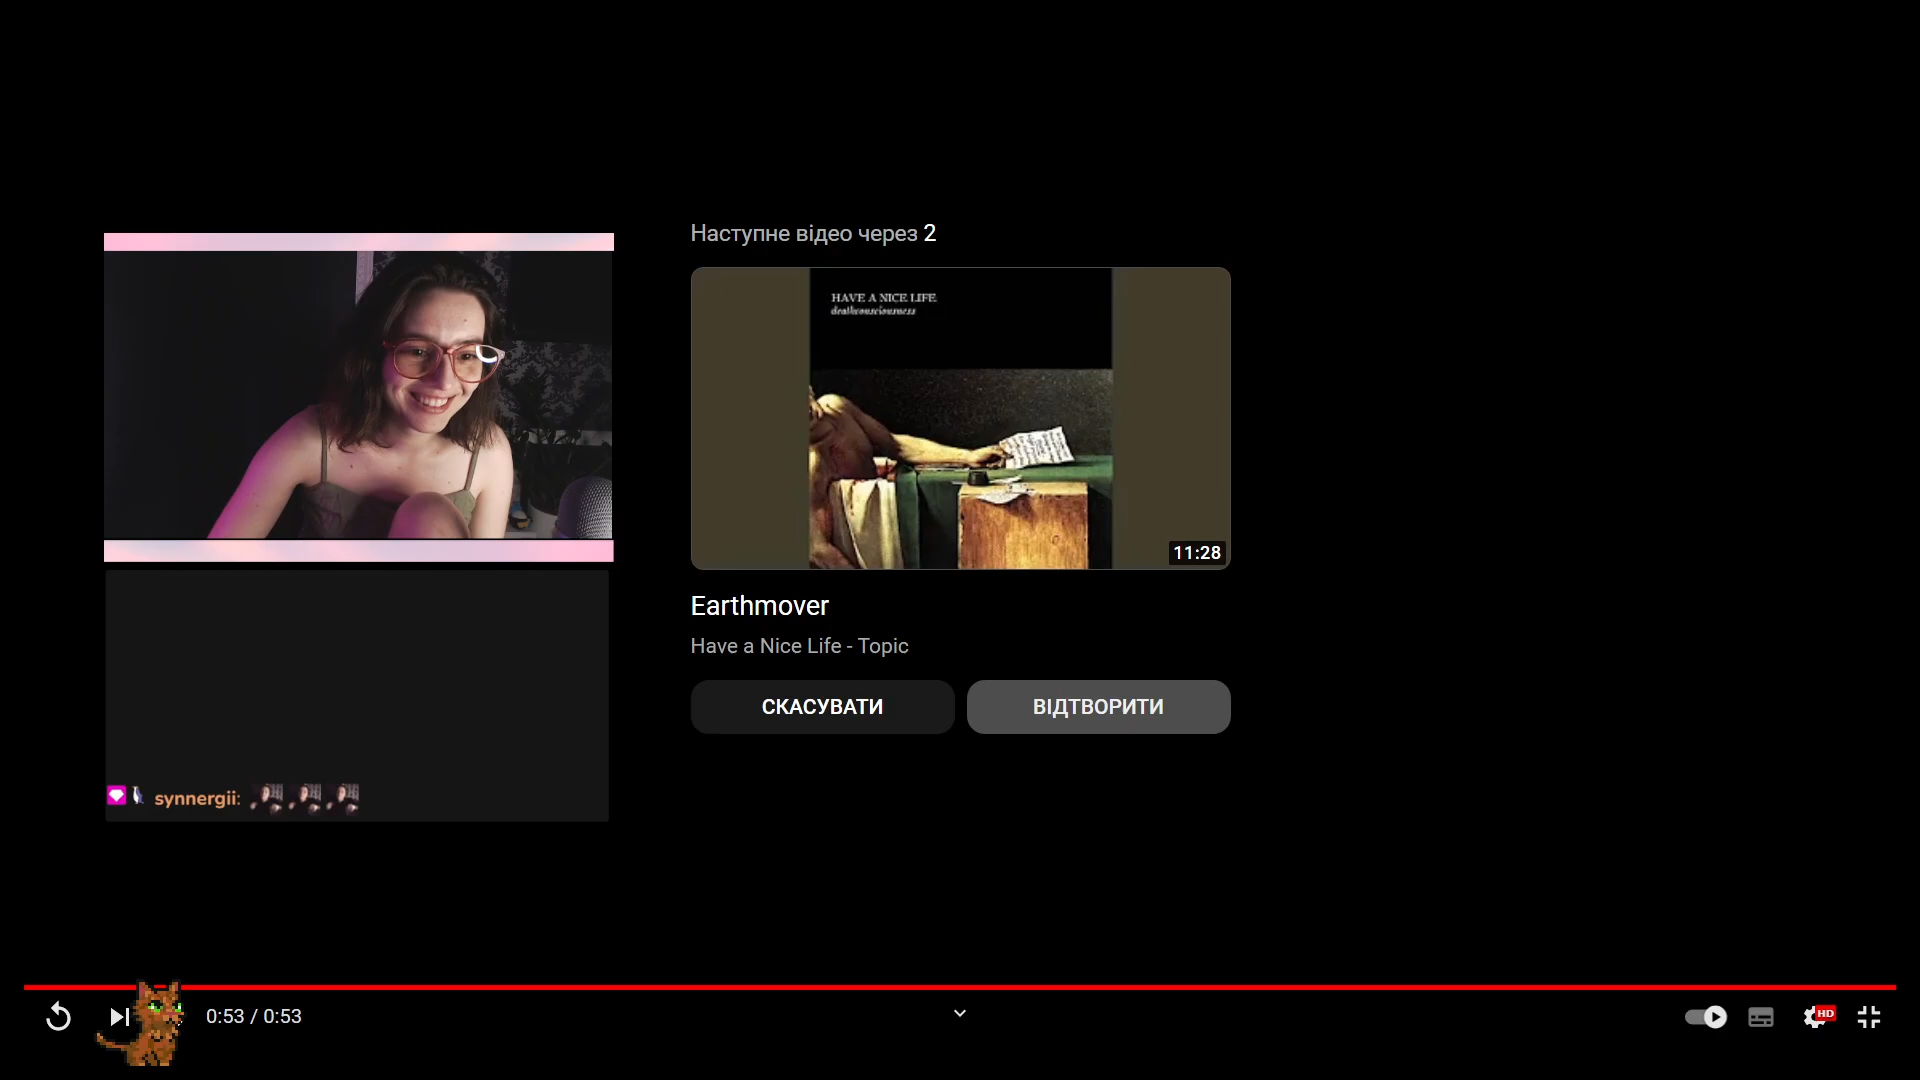 Наступне відео через 2
HAVE A NICE LIFE
deathconsciousness
11:28
Earthmover
Have a Nice Life - Topic
СКАСУВАТИ
ВІДТВОРИТИ
synnergii:
0:53 / 0:53
HD